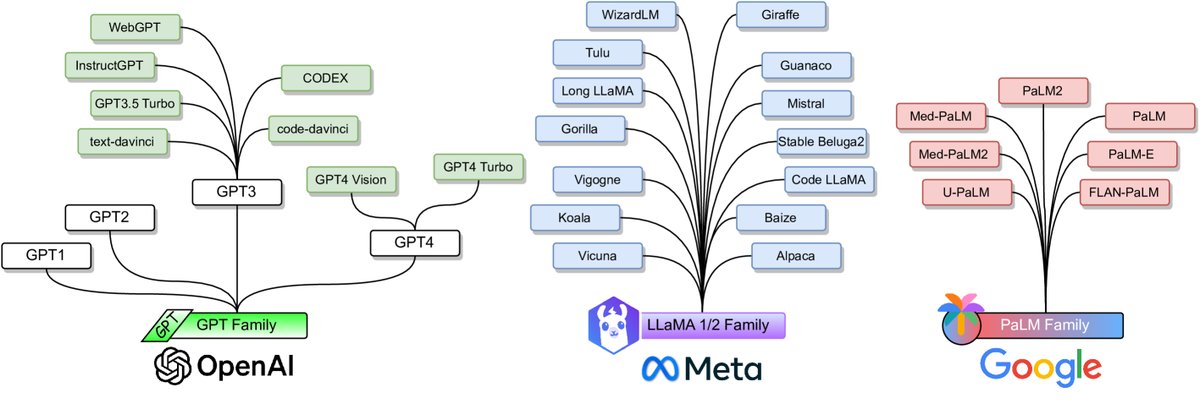 WebGPT
InstructGPT
CODEX
GPT3.5 Turbo
text-davinci
code-davinci
GPT3
GPT4 Vision
GPT4 Turbo
GPT2
GPT4
GPT1
GPT
GPT Family
OpenAI
WizardLM
Giraffe
Tulu
Guanaco
Long LLaMA
Mistral
Gorilla
Stable Beluga2
Vigogne
Code LLaMA
Koala
Baize
Vicuna
Alpaca
LLaMA 1/2 Family
Meta
PaLM2
Med-PaLM
PaLM
Med-PaLM2
PaLM-E
U-PaLM
FLAN-PaLM
PaLM Family
Google